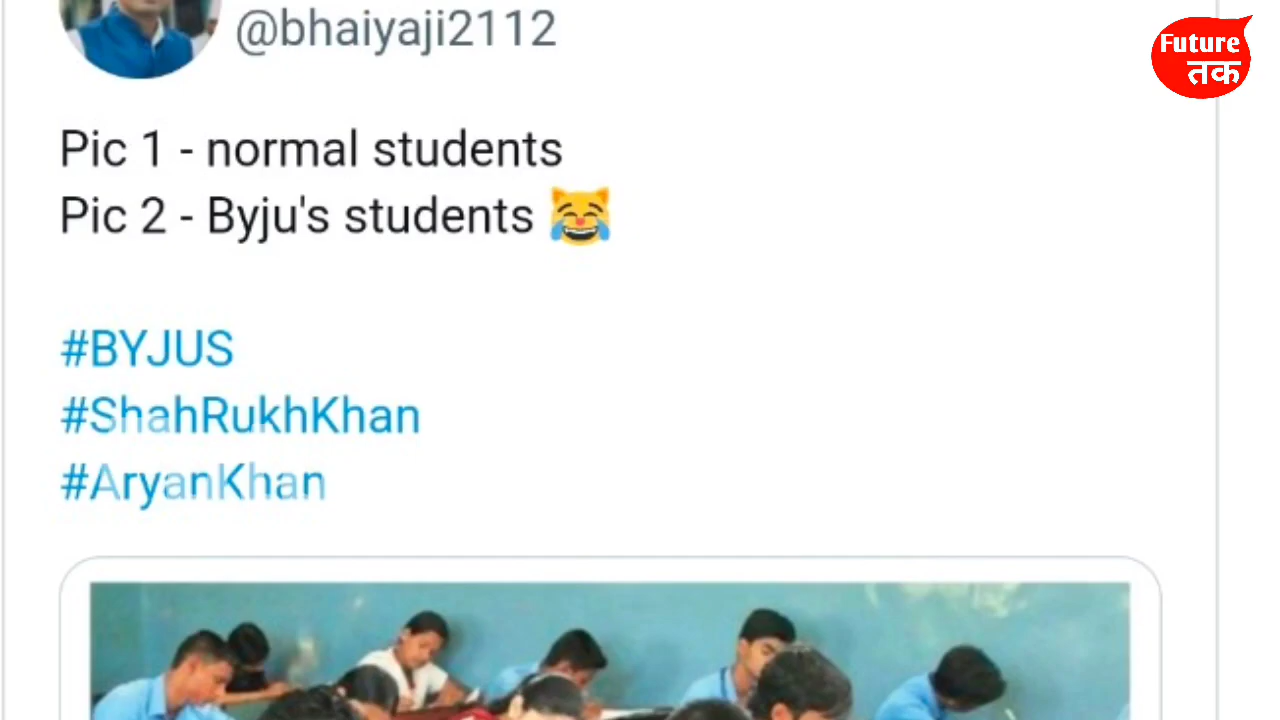 @bhaiyaji2112
Future
तक
Pic 1 - normal students
Pic 2 - Byju's students 😹
#BYJUS
#ShahRukhKhan
#AryanKhan